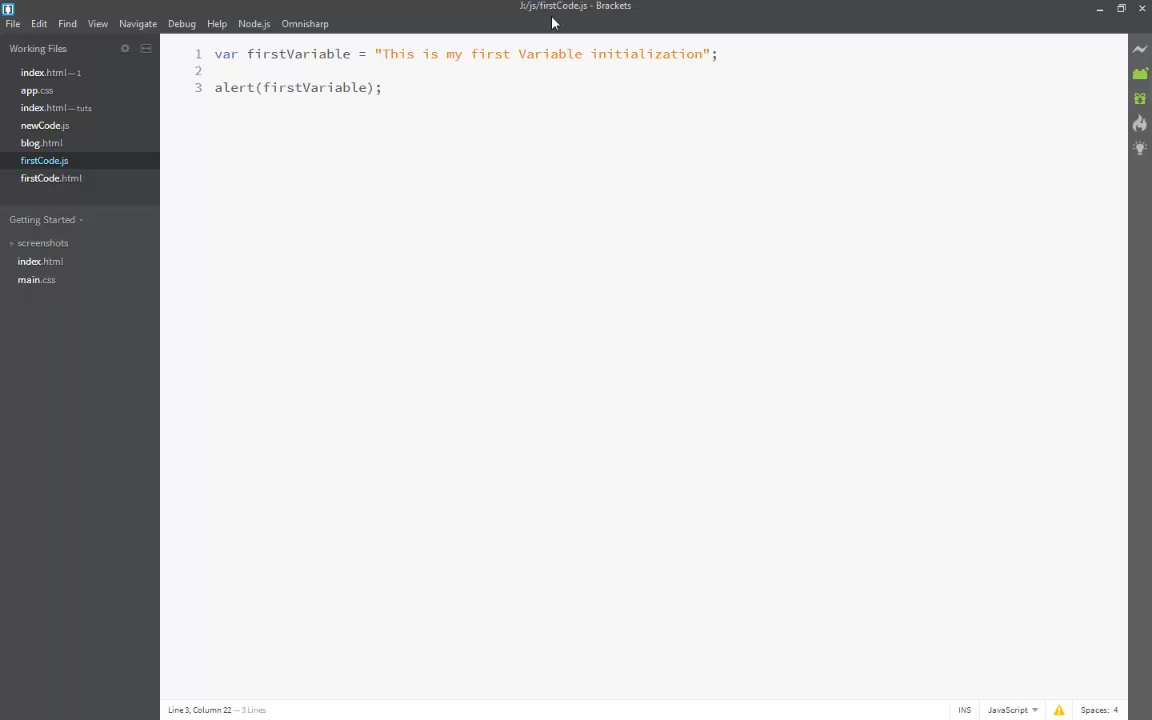 J:/js/firstCode.js - Brackets
File Edit Find View Navigate Debug Help Node.js Omnisharp
Working Files
index.html — 1
app.css
index.html — tuts
newCode.js
blog.html
firstCode.js
firstCode.html
Getting Started
screenshots
index.html
main.css
1 var firstVariable = "This is my first Variable initialization";
2
3 alert(firstVariable);
Line 3, Column 22 — 3 Lines
INS JavaScript Spaces: 4